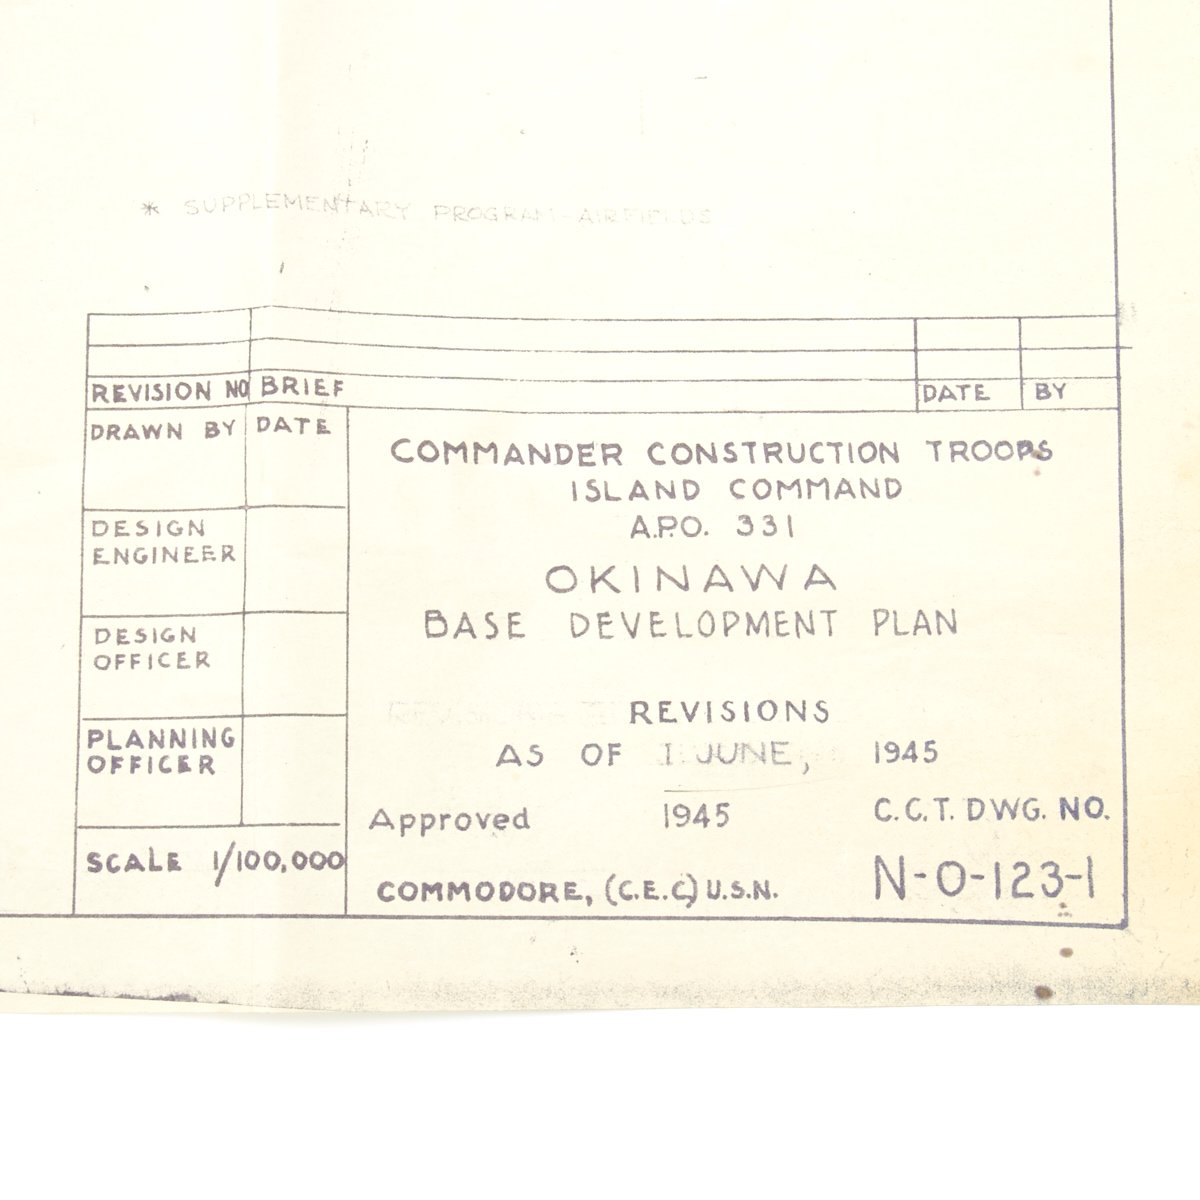 * SUPPLEMENTARY PROGRAM-AIRFIELDS
REVISION NO BRIEF DATE BY
DRAWN BY DATE
DESIGN
ENGINEER
DESIGN
OFFICER
PLANNING
OFFICER
SCALE 1/100,000
COMMANDER CONSTRUCTION TROOPS
ISLAND COMMAND
A.P.O. 331
OKINAWA
BASE DEVELOPMENT PLAN
REVISIONS
AS OF 1 JUNE, 1945
Approved 1945
COMMODORE, (C.E.C.) U.S.N.
C.C.T. DWG. NO.
N-O-123-1